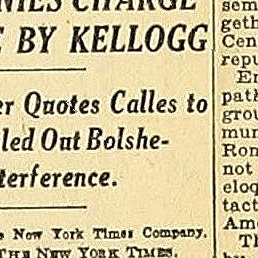 NIES CHARGE
E BY KELLOGG
er Quotes Calles to
led Out Bolshe-
terference.
e New York Times Company.
THE NEW YORK TIMES.
sem
geth
Cen
repu
En
path
grou
mun
Ron
not
eloq
tact
Ame
Th